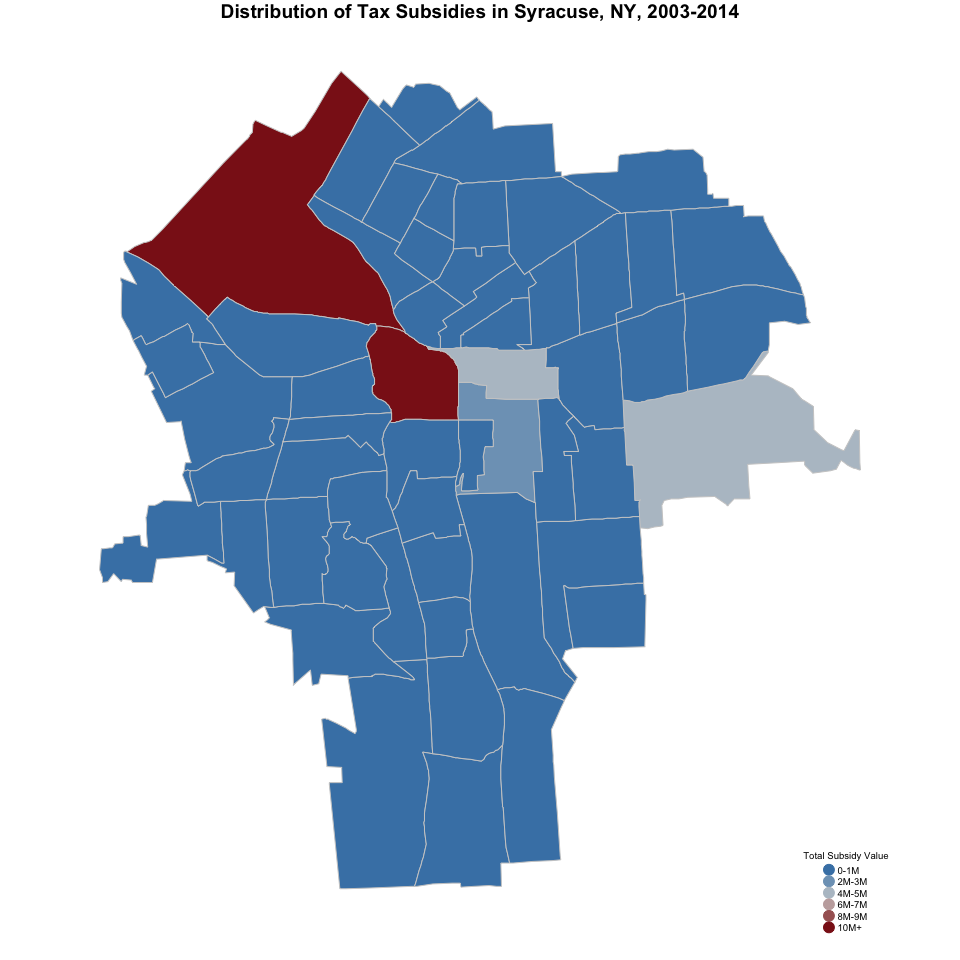 Distribution of Tax Subsidies in Syracuse, NY, 2003-2014
Total Subsidy Value
0-1M
2M-3M
4M-5M
6M-7M
8M-9M
10M+